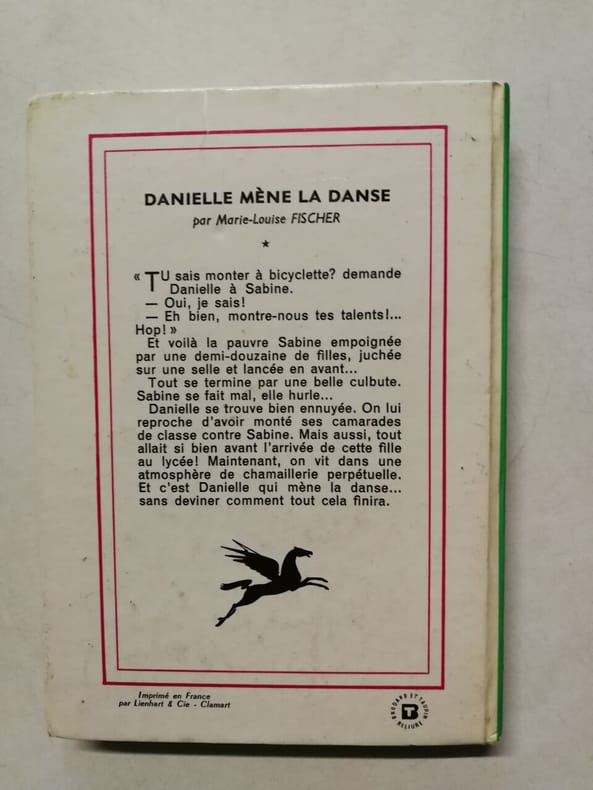 DANIELLE MÈNE LA DANSE
par Marie-Louise FISCHER
★
« TU sais monter à bicyclette? demande
Danielle à Sabine.
— Oui, je sais!
— Eh bien, montre-nous tes talents!...
Hop! »
Et voilà la pauvre Sabine empoignée
par une demi-douzaine de filles, juchée
sur une selle et lancée en avant...
Tout se termine par une belle culbute.
Sabine se fait mal, elle hurle...
Danielle se trouve bien ennuyée. On lui
reproche d'avoir monté ses camarades
de classe contre Sabine. Mais aussi, tout
allait si bien avant l'arrivée de cette fille
au lycée! Maintenant, on vit dans une
atmosphère de chamaillerie perpétuelle.
Et c'est Danielle qui mène la danse...
sans deviner comment tout cela finira.
Imprimé en France
par Lienhart & Cie - Clamart
BRODARD ET TAUPIN
BT
RELIURE